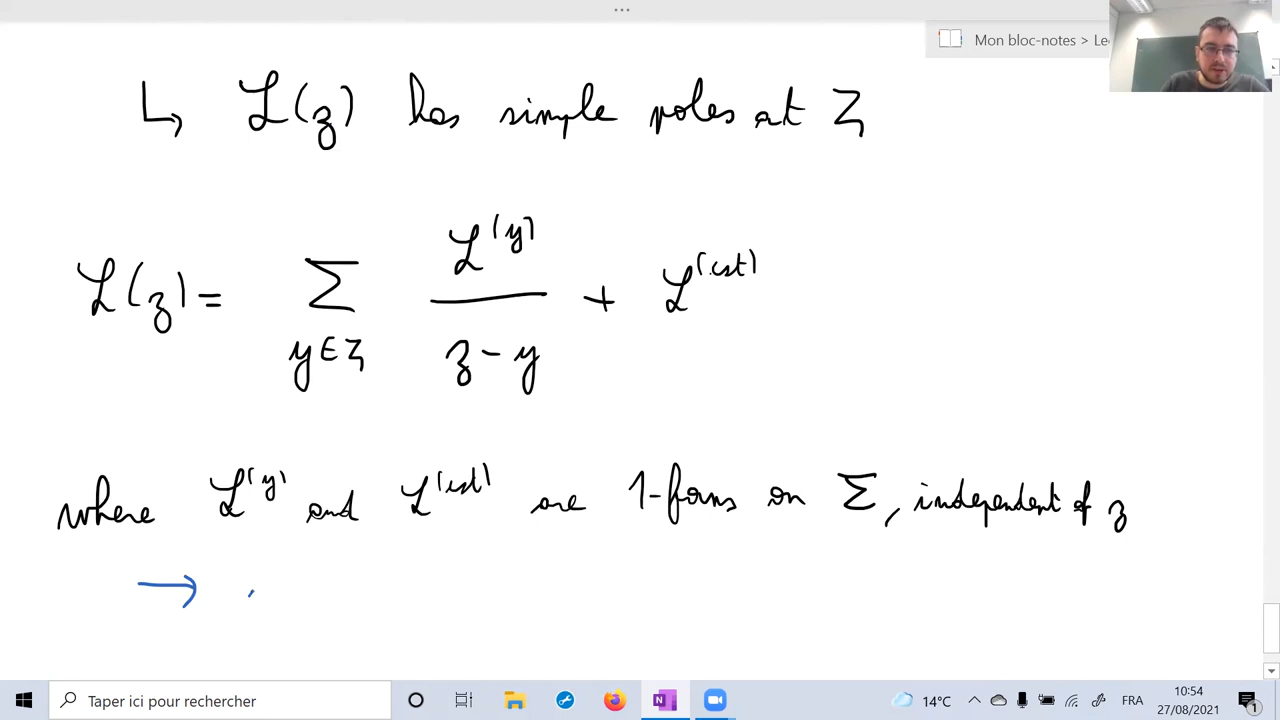 ...
Mon bloc-notes > Le
↳ ℒ(z) has simple poles at ℤ
ℒ(z) = ∑_{y∈ℤ} ℒ^{(y)} / (z - y) + ℒ^{(cst)}
where ℒ^{(y)} and ℒ^{(cst)} are 1-forms on Σ, independent of z
→
Taper ici pour rechercher
14°C
FRA
10:54
27/08/2021
1